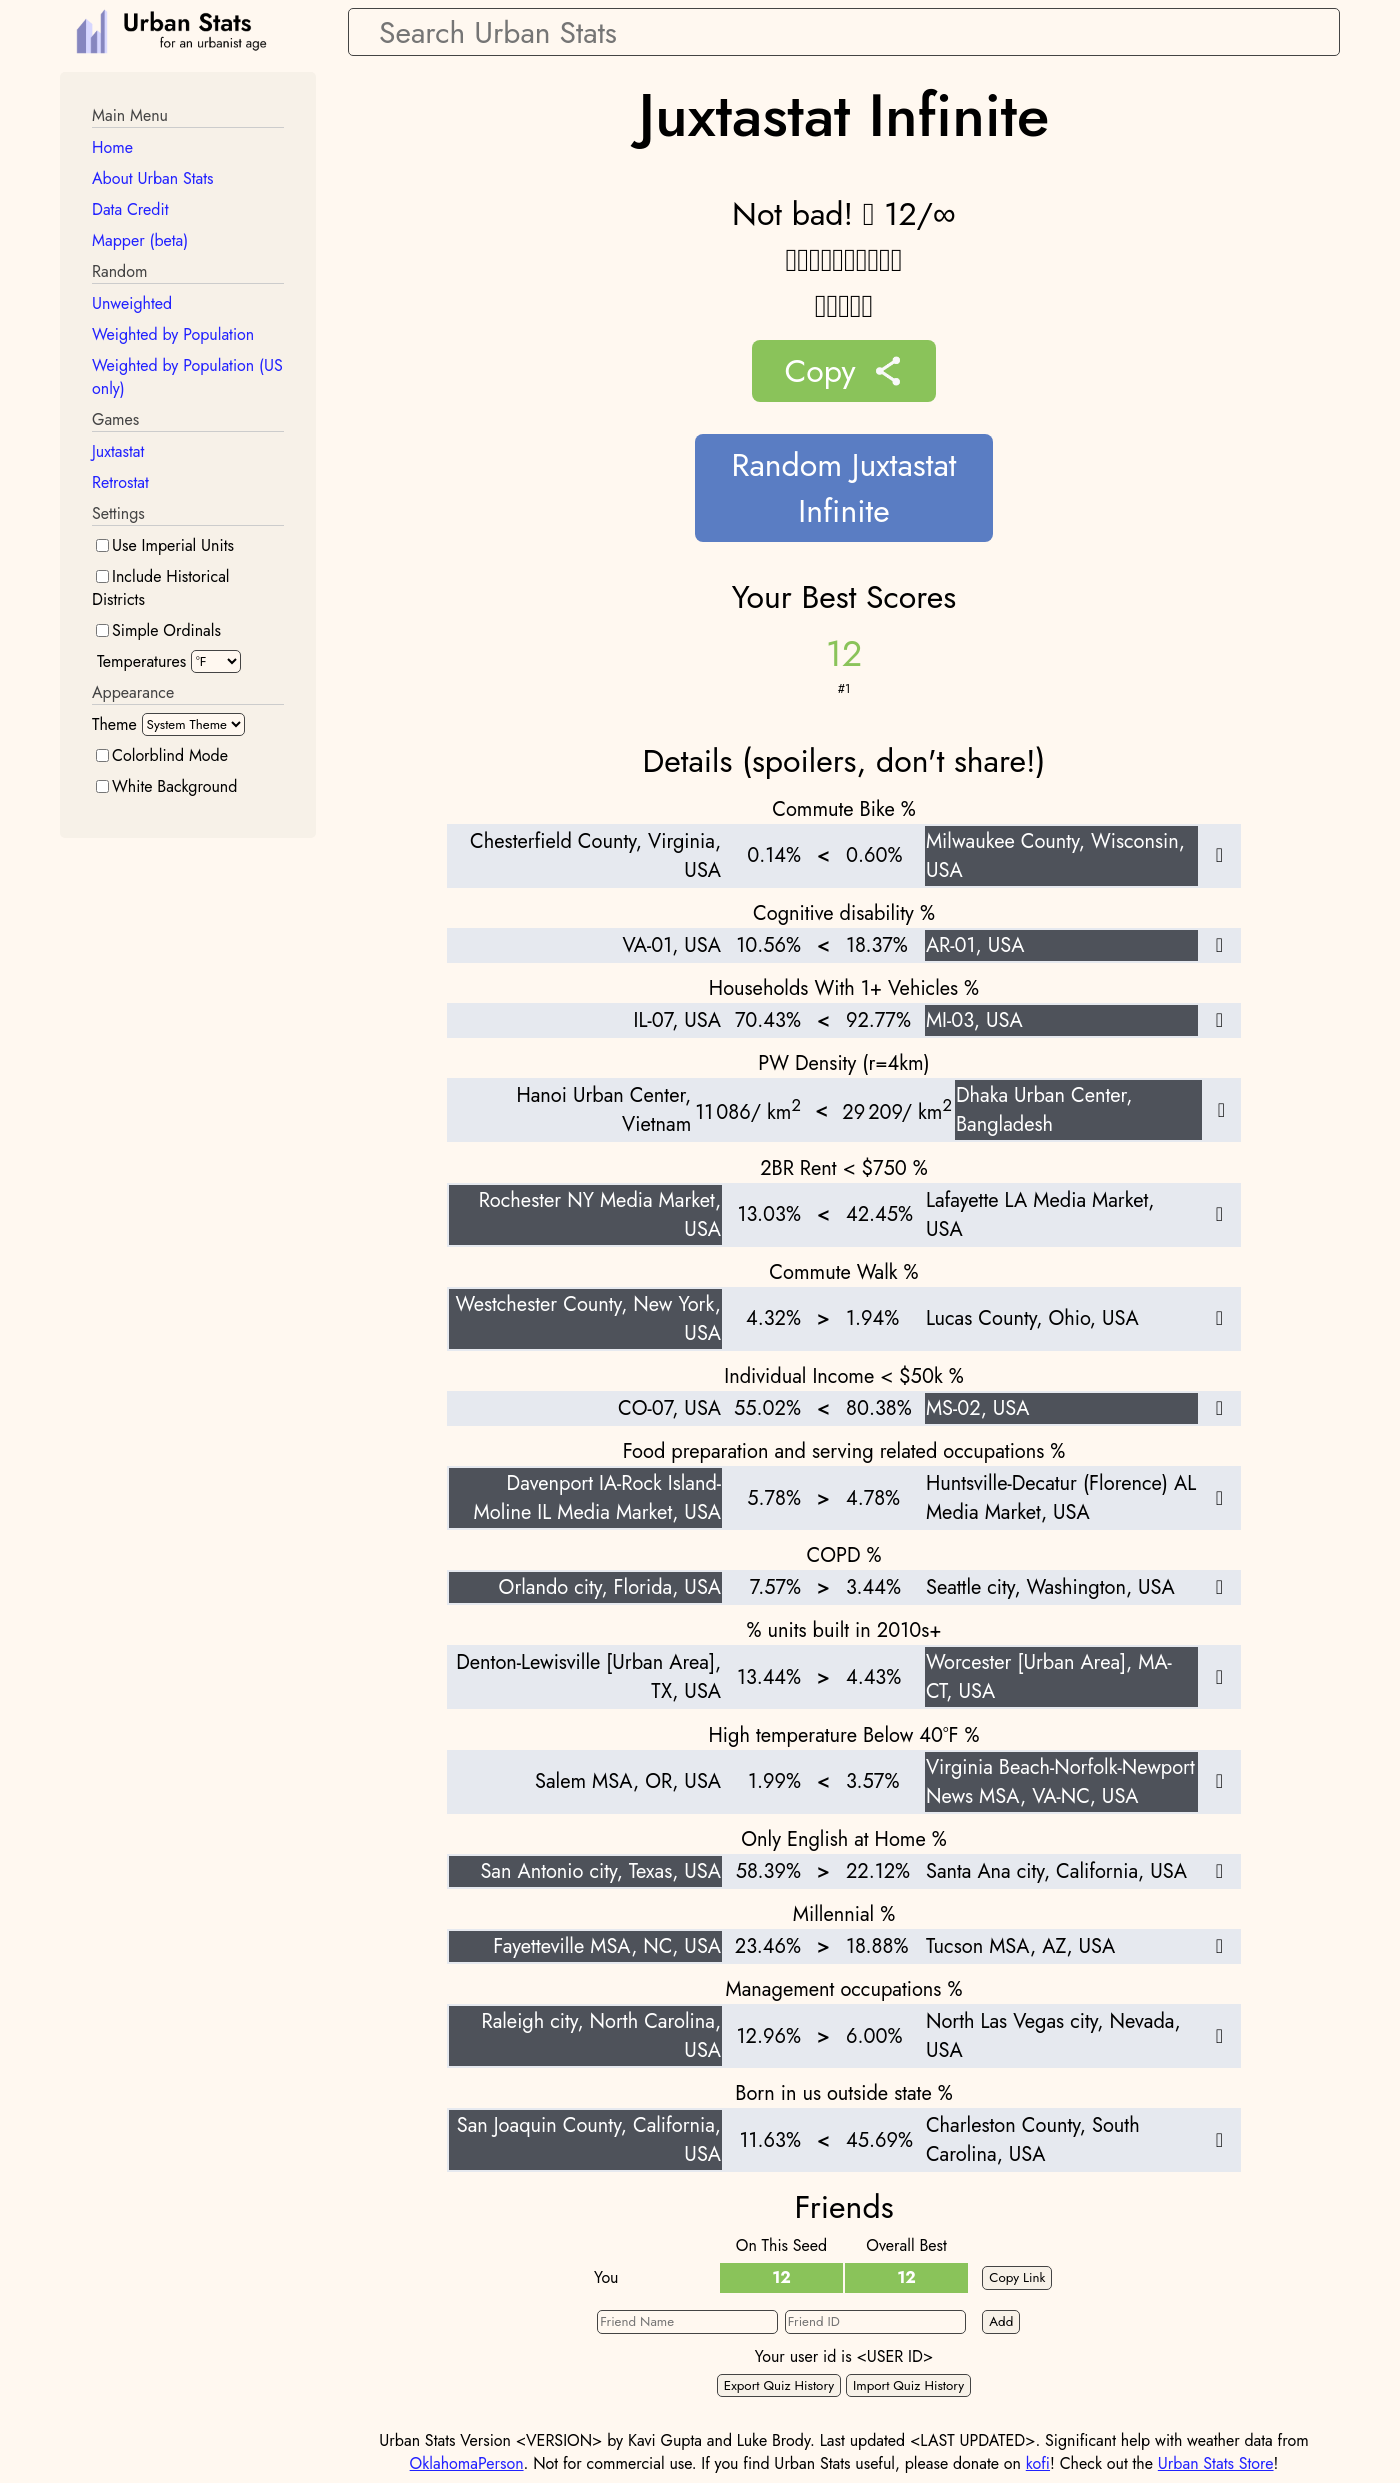 Urban Stats
for an urbanist age
Search Urban Stats
Main Menu
Home
About Urban Stats
Data Credit
Mapper (beta)
Random
Unweighted
Weighted by Population
Weighted by Population (US
only)
Games
Juxtastat
Retrostat
Settings
Use Imperial Units
Include Historical
Districts
Simple Ordinals
Temperatures °F
Appearance
Theme System Theme
Colorblind Mode
White Background
Juxtastat Infinite
Not bad! 12/∞
Copy
Random Juxtastat
Infinite
Your Best Scores
12
#1
Details (spoilers, don't share!)
Commute Bike %
Chesterfield County, Virginia,
USA
0.14% < 0.60%
Milwaukee County, Wisconsin,
USA
Cognitive disability %
VA-01, USA 10.56% < 18.37% AR-01, USA
Households With 1+ Vehicles %
IL-07, USA 70.43% < 92.77% MI-03, USA
PW Density (r=4km)
Hanoi Urban Center,
Vietnam
11 086/ km² < 29 209/ km²
Dhaka Urban Center,
Bangladesh
2BR Rent < $750 %
Rochester NY Media Market,
USA
13.03% < 42.45%
Lafayette LA Media Market,
USA
Commute Walk %
Westchester County, New York,
USA
4.32% > 1.94% Lucas County, Ohio, USA
Individual Income < $50k %
CO-07, USA 55.02% < 80.38% MS-02, USA
Food preparation and serving related occupations %
Davenport IA-Rock Island-
Moline IL Media Market, USA
5.78% > 4.78%
Huntsville-Decatur (Florence) AL
Media Market, USA
COPD %
Orlando city, Florida, USA 7.57% > 3.44% Seattle city, Washington, USA
% units built in 2010s+
Denton-Lewisville [Urban Area],
TX, USA
13.44% > 4.43%
Worcester [Urban Area], MA-
CT, USA
High temperature Below 40°F %
Salem MSA, OR, USA 1.99% < 3.57%
Virginia Beach-Norfolk-Newport
News MSA, VA-NC, USA
Only English at Home %
San Antonio city, Texas, USA 58.39% > 22.12% Santa Ana city, California, USA
Millennial %
Fayetteville MSA, NC, USA 23.46% > 18.88% Tucson MSA, AZ, USA
Management occupations %
Raleigh city, North Carolina,
USA
12.96% > 6.00%
North Las Vegas city, Nevada,
USA
Born in us outside state %
San Joaquin County, California,
USA
11.63% < 45.69%
Charleston County, South
Carolina, USA
Friends
On This Seed Overall Best
You 12 12 Copy Link
Friend Name Friend ID Add
Your user id is <USER ID>
Export Quiz History Import Quiz History
Urban Stats Version <VERSION> by Kavi Gupta and Luke Brody. Last updated <LAST UPDATED>. Significant help with weather data from
OklahomaPerson. Not for commercial use. If you find Urban Stats useful, please donate on kofi! Check out the Urban Stats Store!